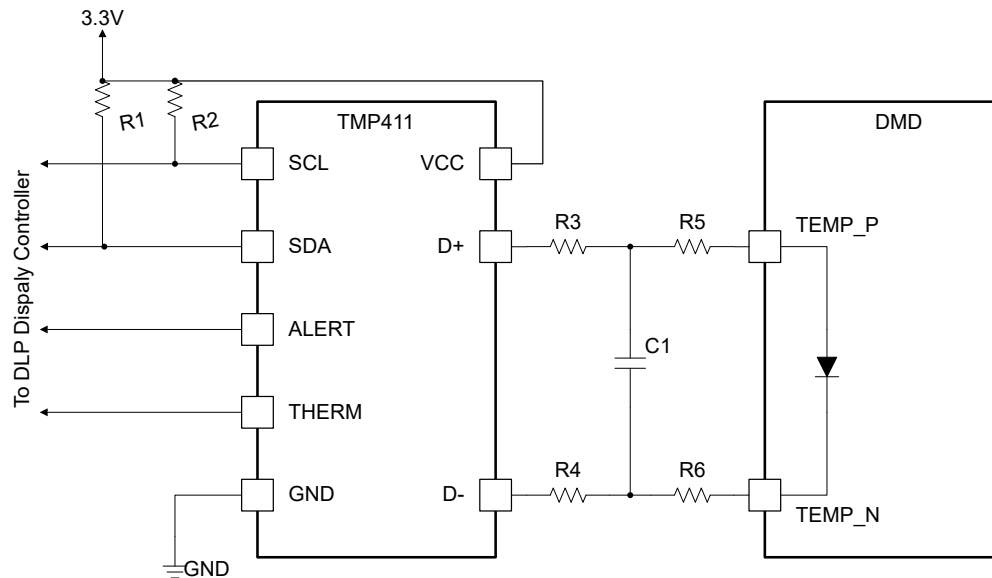 3.3V
R1
R2
TMP411
DMD
SCL
VCC
R3
R5
TEMP_P
SDA
D+
To DLP Dispaly Controller
ALERT
C1
THERM
R4
R6
GND
D-
TEMP_N
GND